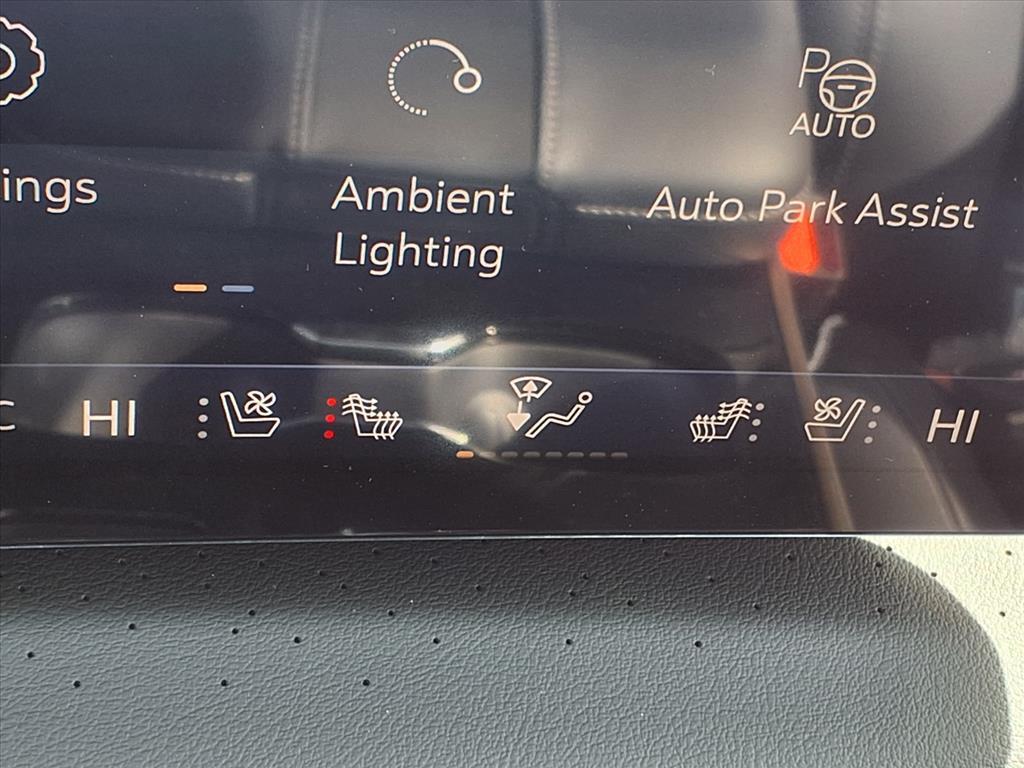 P
AUTO
ings
Ambient
Lighting
Auto Park Assist
C HI
HI